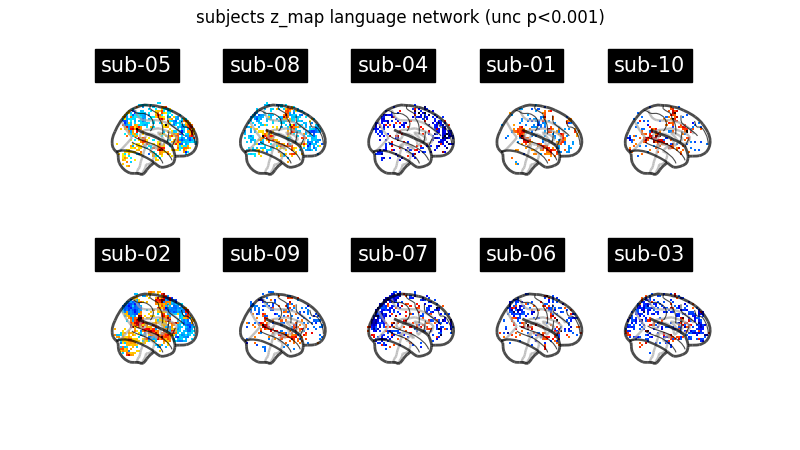 subjects z_map language network (unc p<0.001)
sub-05 sub-08 sub-04 sub-01 sub-10
sub-02 sub-09 sub-07 sub-06 sub-03